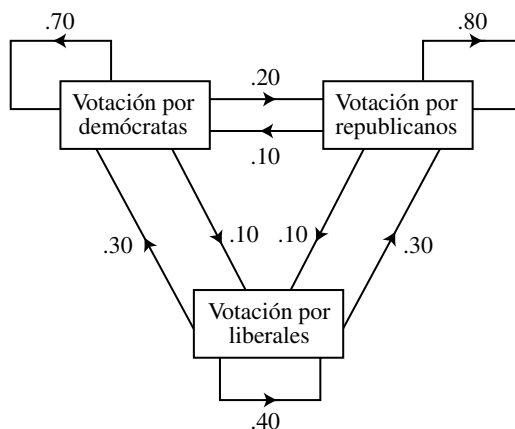 .70
.80
.20
Votación por
demócratas
Votación por
republicanos
.10
.30
.10
.10
.30
Votación por
liberales
.40